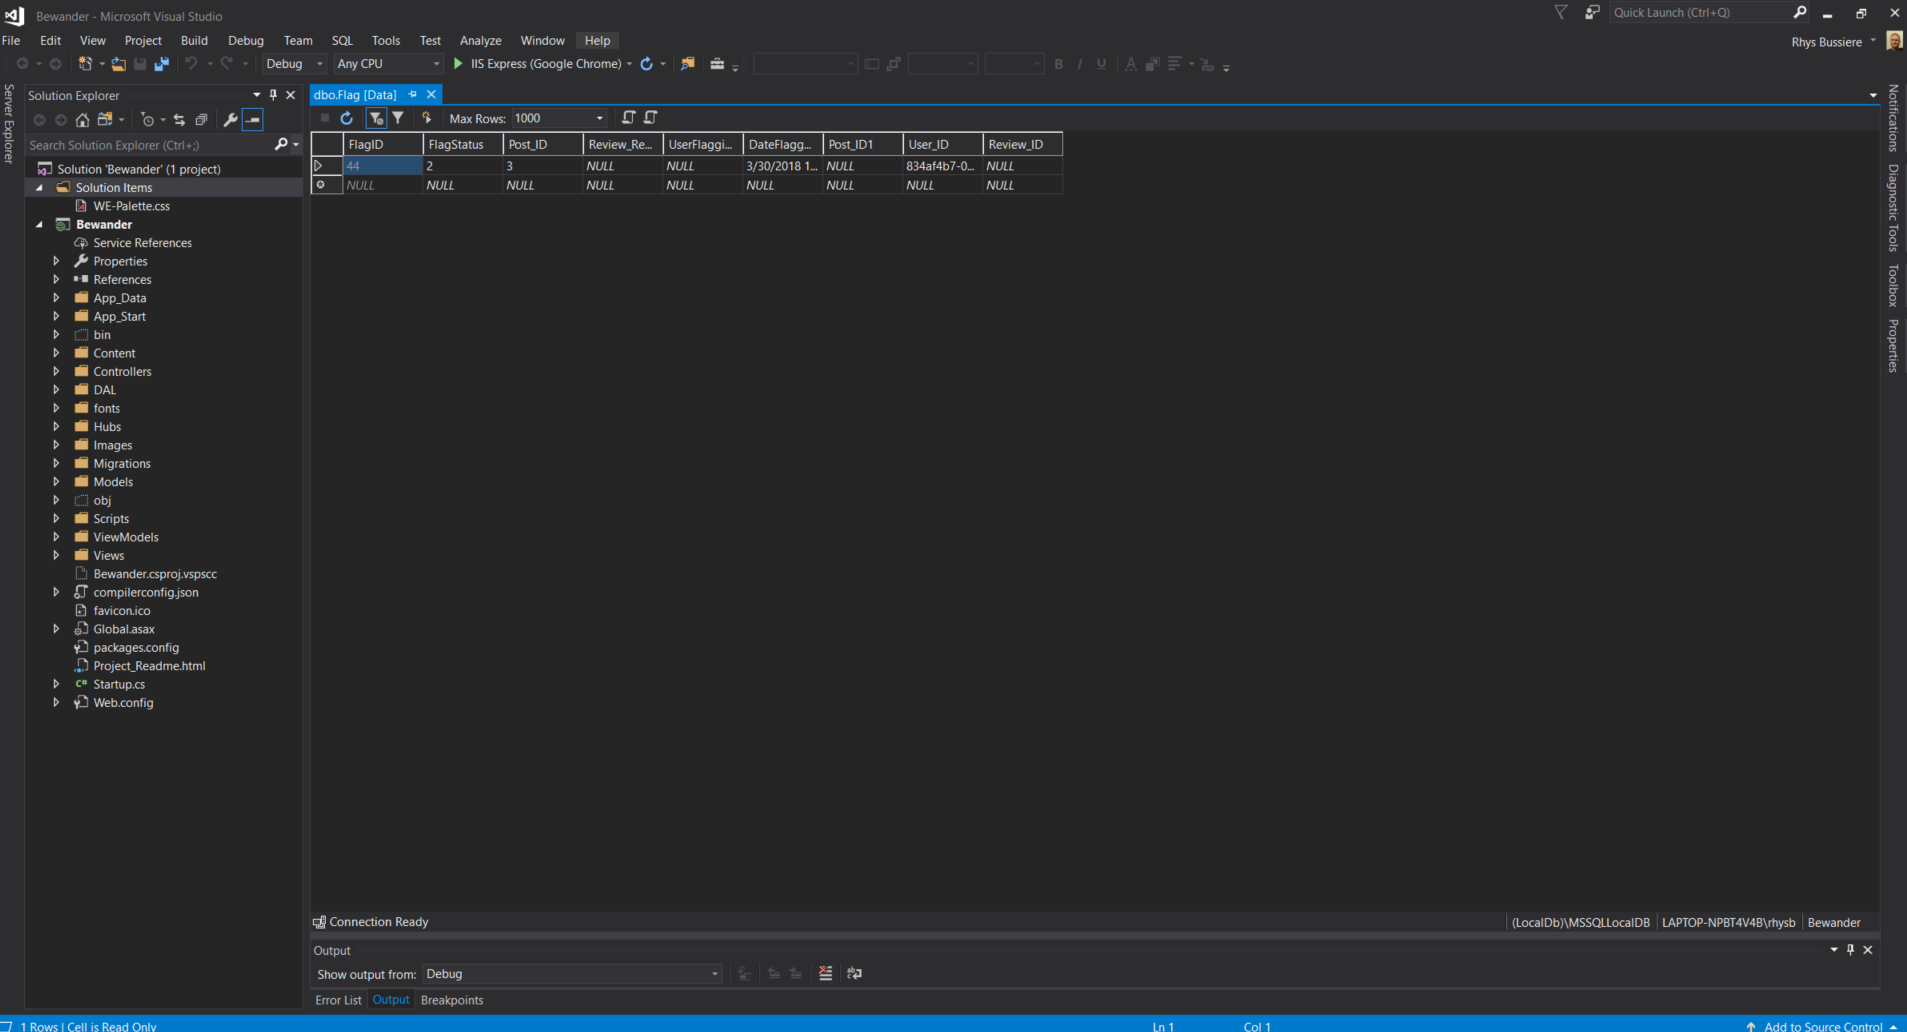 Bewander - Microsoft Visual Studio
Quick Launch (Ctrl+Q)
File Edit View Project Build Debug Team SQL Tools Test Analyze Window Help
Rhys Bussiere
Debug Any CPU IIS Express (Google Chrome)
Server Explorer
Solution Explorer
Search Solution Explorer (Ctrl+;)
Solution 'Bewander' (1 project)
Solution Items
WE-Palette.css
Bewander
Service References
Properties
References
App_Data
App_Start
bin
Content
Controllers
DAL
fonts
Hubs
Images
Migrations
Models
obj
Scripts
ViewModels
Views
Bewander.csproj.vspscc
compilerconfig.json
favicon.ico
Global.asax
packages.config
Project_Readme.html
Startup.cs
Web.config
dbo.Flag [Data]
Max Rows: 1000
FlagID FlagStatus Post_ID Review_Re... UserFlaggi... DateFlagg... Post_ID1 User_ID Review_ID
44 2 3 NULL NULL 3/30/2018 1... NULL 834af4b7-0... NULL
NULL NULL NULL NULL NULL NULL NULL NULL NULL
Connection Ready
(LocalDb)\MSSQLLocalDB LAPTOP-NPBT4V4B\rhysb Bewander
Output
Show output from: Debug
Error List Output Breakpoints
Notifications
Diagnostic Tools
Toolbox
Properties
1 Rows | Cell is Read Only
Ln 1 Col 1 Add to Source Control